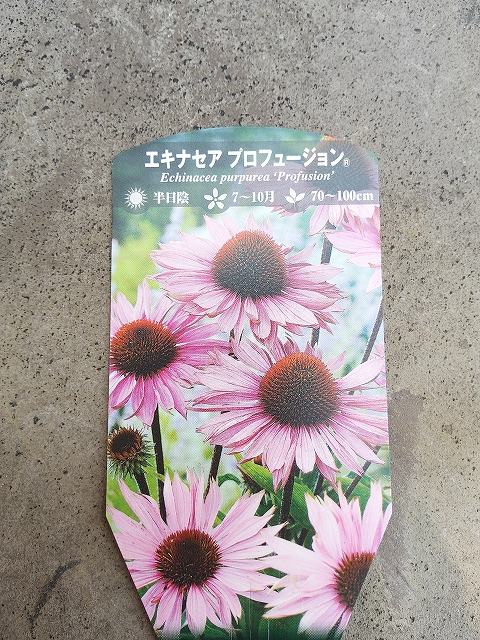 エキナセア プロフュージョン®
Echinacea purpurea 'Profusion'
半日陰 7〜10月 70〜100cm